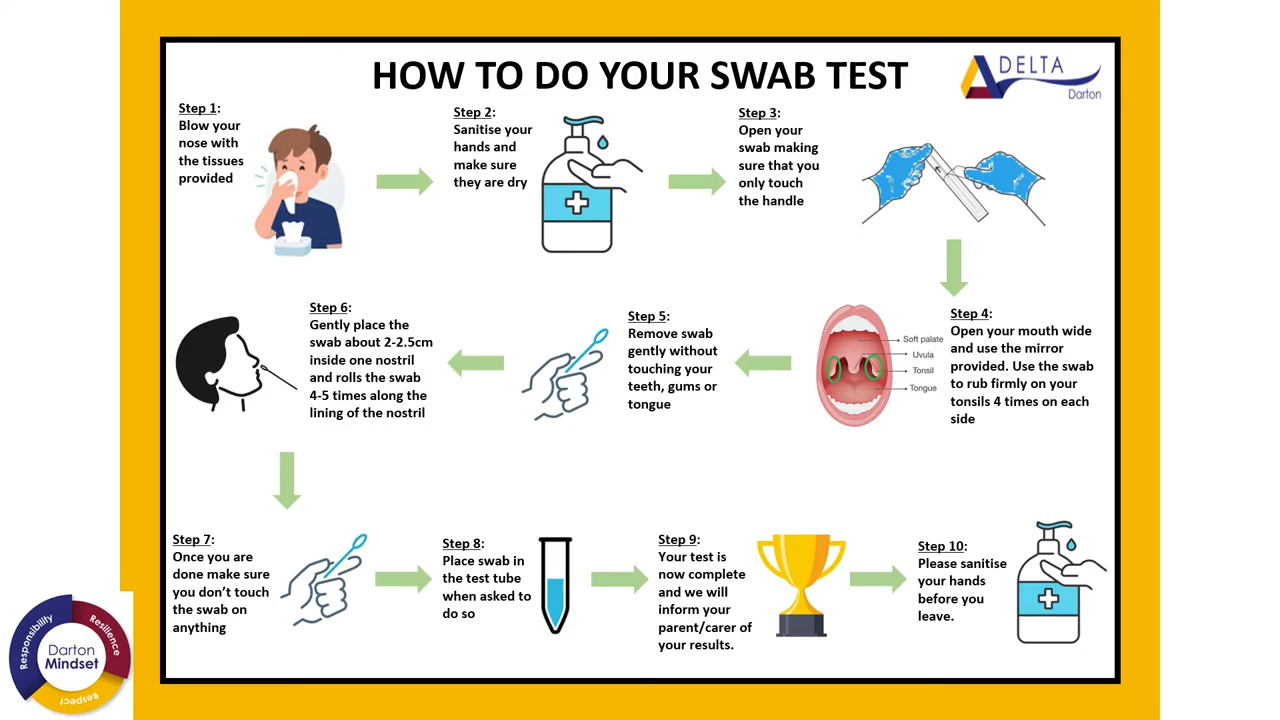 HOW TO DO YOUR SWAB TEST
DELTA
Darton
Step 1:
Blow your
nose with
the tissues
provided
Step 2:
Sanitise your
hands and
make sure
they are dry
Step 3:
Open your
swab making
sure that you
only touch
the handle
Step 4:
Open your mouth wide
and use the mirror
provided. Use the swab
to rub firmly on your
tonsils 4 times on each
side
Soft palate
Uvula
Tonsil
Tongue
Step 5:
Remove swab
gently without
touching your
teeth, gums or
tongue
Step 6:
Gently place the
swab about 2-2.5cm
inside one nostril
and rolls the swab
4-5 times along the
lining of the nostril
Step 7:
Once you are
done make sure
you don’t touch
the swab on
anything
Step 8:
Place swab in
the test tube
when asked to
do so
Step 9:
Your test is
now complete
and we will
inform your
parent/carer of
your results.
Step 10:
Please sanitise
your hands
before you
leave.
Responsibility
Resilience
Respect
Darton
Mindset